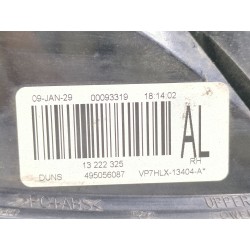 09-JAN-29 00093319 18:14:02
AL
RH
13 222 325
DUNS 495056087 VP7HLX-13404-A*